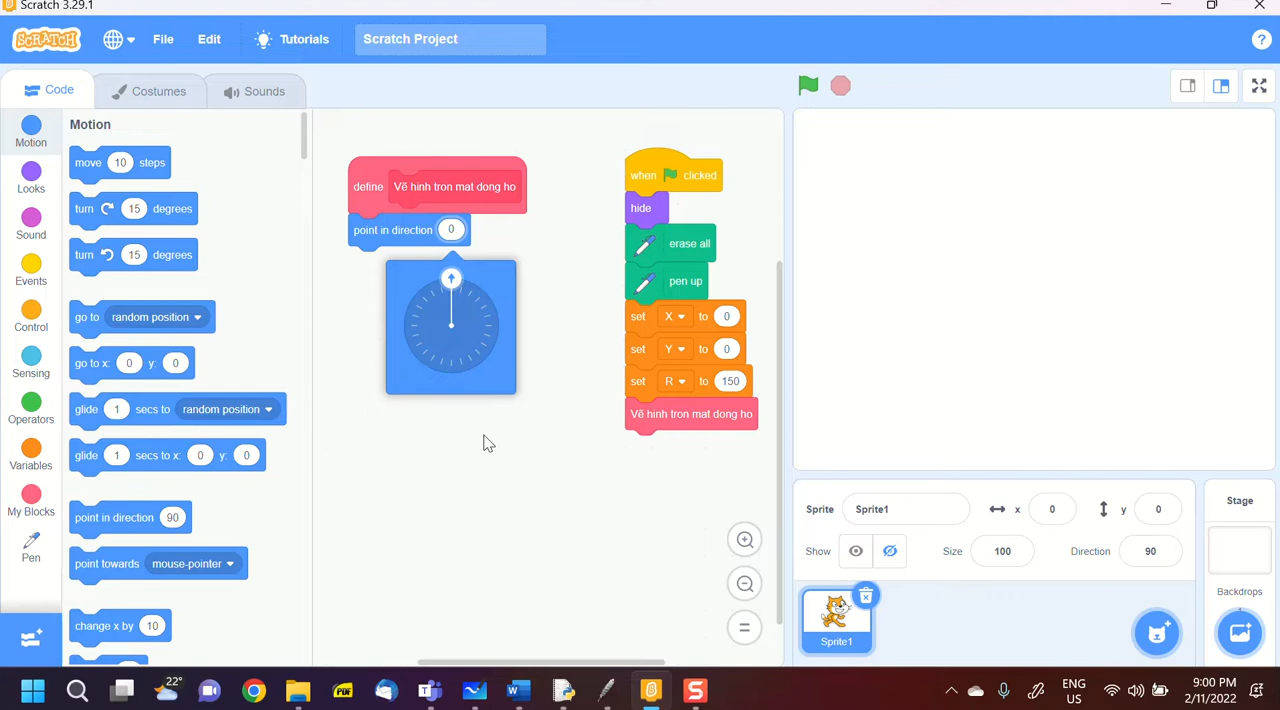 Scratch 3.29.1
SCRATCH
File
Edit
Tutorials
Scratch Project
?
Code
Costumes
Sounds
Motion
Looks
Sound
Events
Control
Sensing
Operators
Variables
My Blocks
Pen
Motion
move 10 steps
turn 15 degrees
turn 15 degrees
go to random position
go to x: 0 y: 0
glide 1 secs to random position
glide 1 secs to x: 0 y: 0
point in direction 90
point towards mouse-pointer
change x by 10
define Vẽ hinh tron mat dong ho
point in direction 0
when clicked
hide
erase all
pen up
set X to 0
set Y to 0
set R to 150
Vẽ hinh tron mat dong ho
Sprite Sprite1 x 0 y 0
Show Size 100 Direction 90
Sprite1
Stage
Backdrops
22°
PDF
ENG
US
9:00 PM
2/11/2022